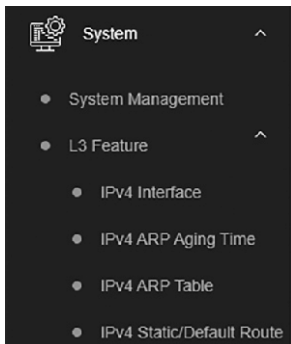 System
System Management
L3 Feature
IPv4 Interface
IPv4 ARP Aging Time
IPv4 ARP Table
IPv4 Static/Default Route